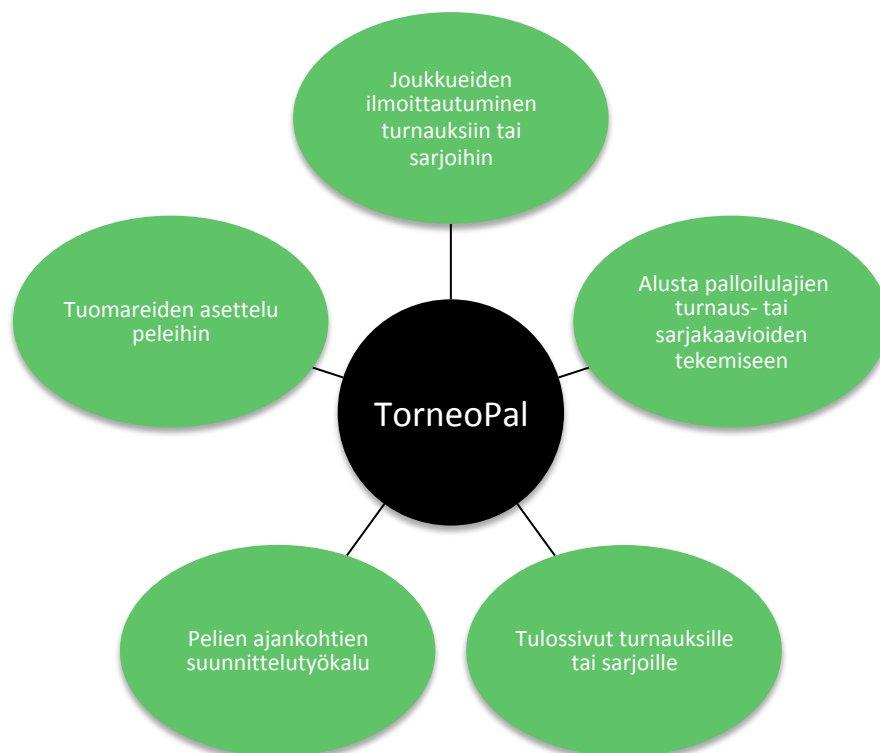 Joukkueiden
ilmoittautuminen
turnauksiin tai
sarjoihin
Tuomareiden asettelu
peleihin
Alusta palloilulajien
turnaus- tai
sarjakaavioiden
tekemiseen
TorneoPal
Pelien ajankohtien
suunnittelutyökalu
Tulossivut turnauksille
tai sarjoille